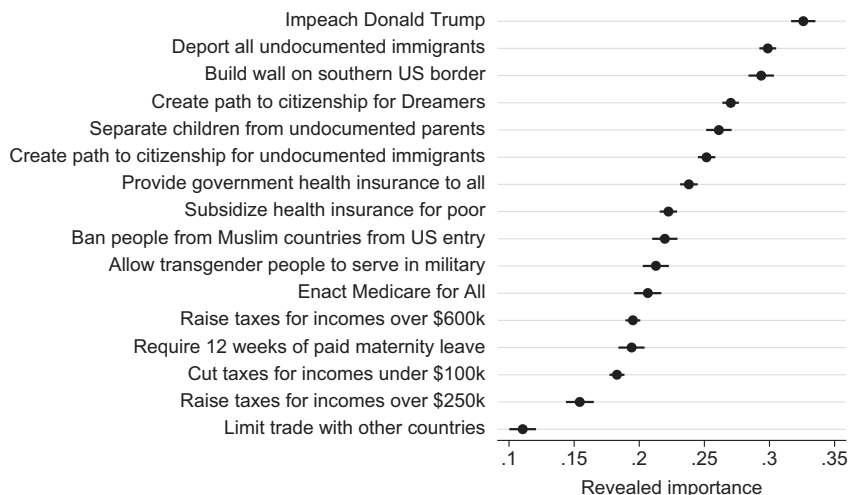 Impeach Donald Trump
Deport all undocumented immigrants
Build wall on southern US border
Create path to citizenship for Dreamers
Separate children from undocumented parents
Create path to citizenship for undocumented immigrants
Provide government health insurance to all
Subsidize health insurance for poor
Ban people from Muslim countries from US entry
Allow transgender people to serve in military
Enact Medicare for All
Raise taxes for incomes over $600k
Require 12 weeks of paid maternity leave
Cut taxes for incomes under $100k
Raise taxes for incomes over $250k
Limit trade with other countries
.1 .15 .2 .25 .3 .35
Revealed importance